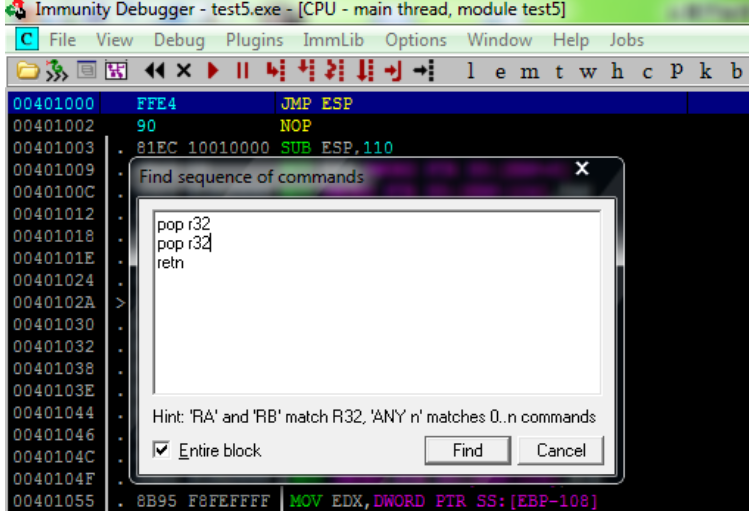 Immunity Debugger - test5.exe - [CPU - main thread, module test5]
C File View Debug Plugins ImmLib Options Window Help Jobs
l e m t w h c P k b
00401000 FFE4 JMP ESP
00401002 90 NOP
00401003 . 81EC 10010000 SUB ESP,110
00401009 .
Find sequence of commands x
0040100C .
00401012 .
pop r32
00401018 .
pop r32
0040101E .
retn
00401024 .
0040102A >
00401030 .
00401032 .
00401038 .
0040103E .
00401044 .
Hint: 'RA' and 'RB' match R32, 'ANY n' matches 0..n commands
00401046 .
0040104C .
Entire block Find Cancel
0040104F .
00401055 . 8B95 F8FEFFFF MOV EDX,DWORD PTR SS:[EBP-108]